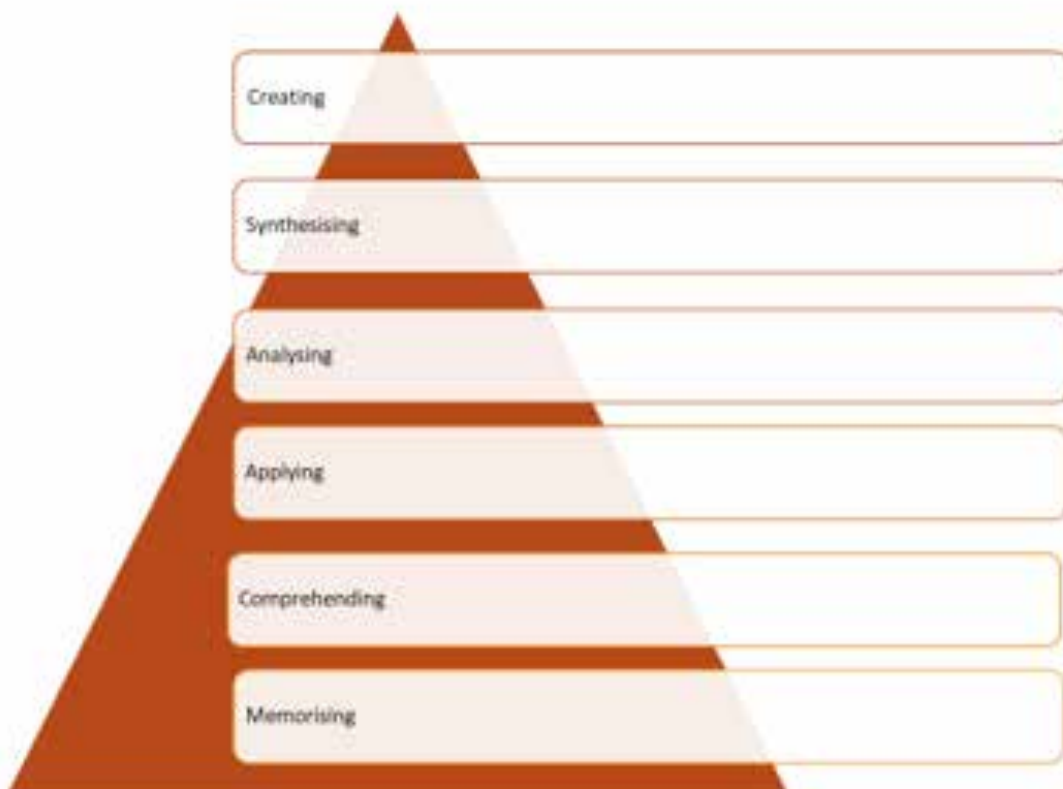 Creating
Synthesising
Analysing
Applying
Comprehending
Memorising